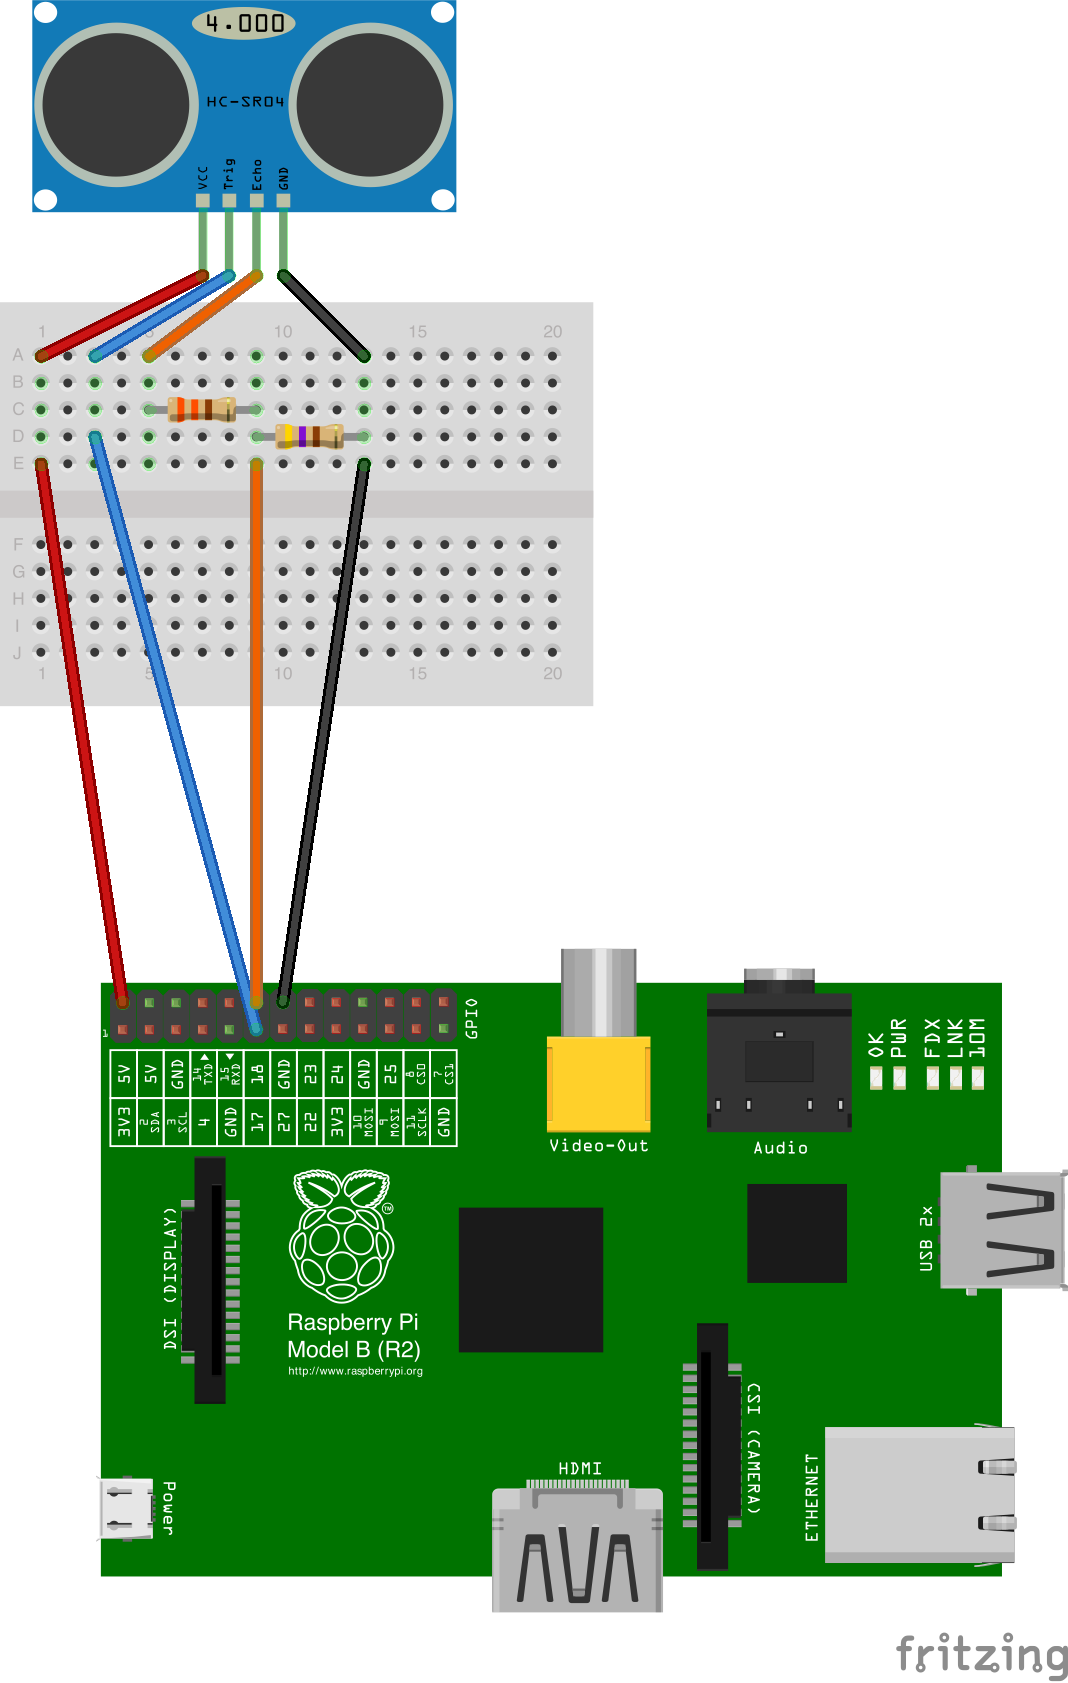 4.000
HC-SR04
VCC Trig Echo GND
1 5 10 15 20
A
B
C
D
E
F
G
H
I
J
1 5 10 15 20
1
GPIO
5V 5V GND 14 TXD 15 RXD 18 GND 23 24 GND 25 8 CS0 7 CS1
3V3 2 SDA 3 SCL 4 GND 17 27 22 3V3 10 MOSI 9 MOSI 11 SCLK GND
OK PWR FDX LNK 10M
Video-Out
Audio
USB 2x
DSI (DISPLAY)
TM
Raspberry Pi
Model B (R2)
http://www.raspberrypi.org
CSI (CAMERA)
HDMI
ETHERNET
Power
fritzing